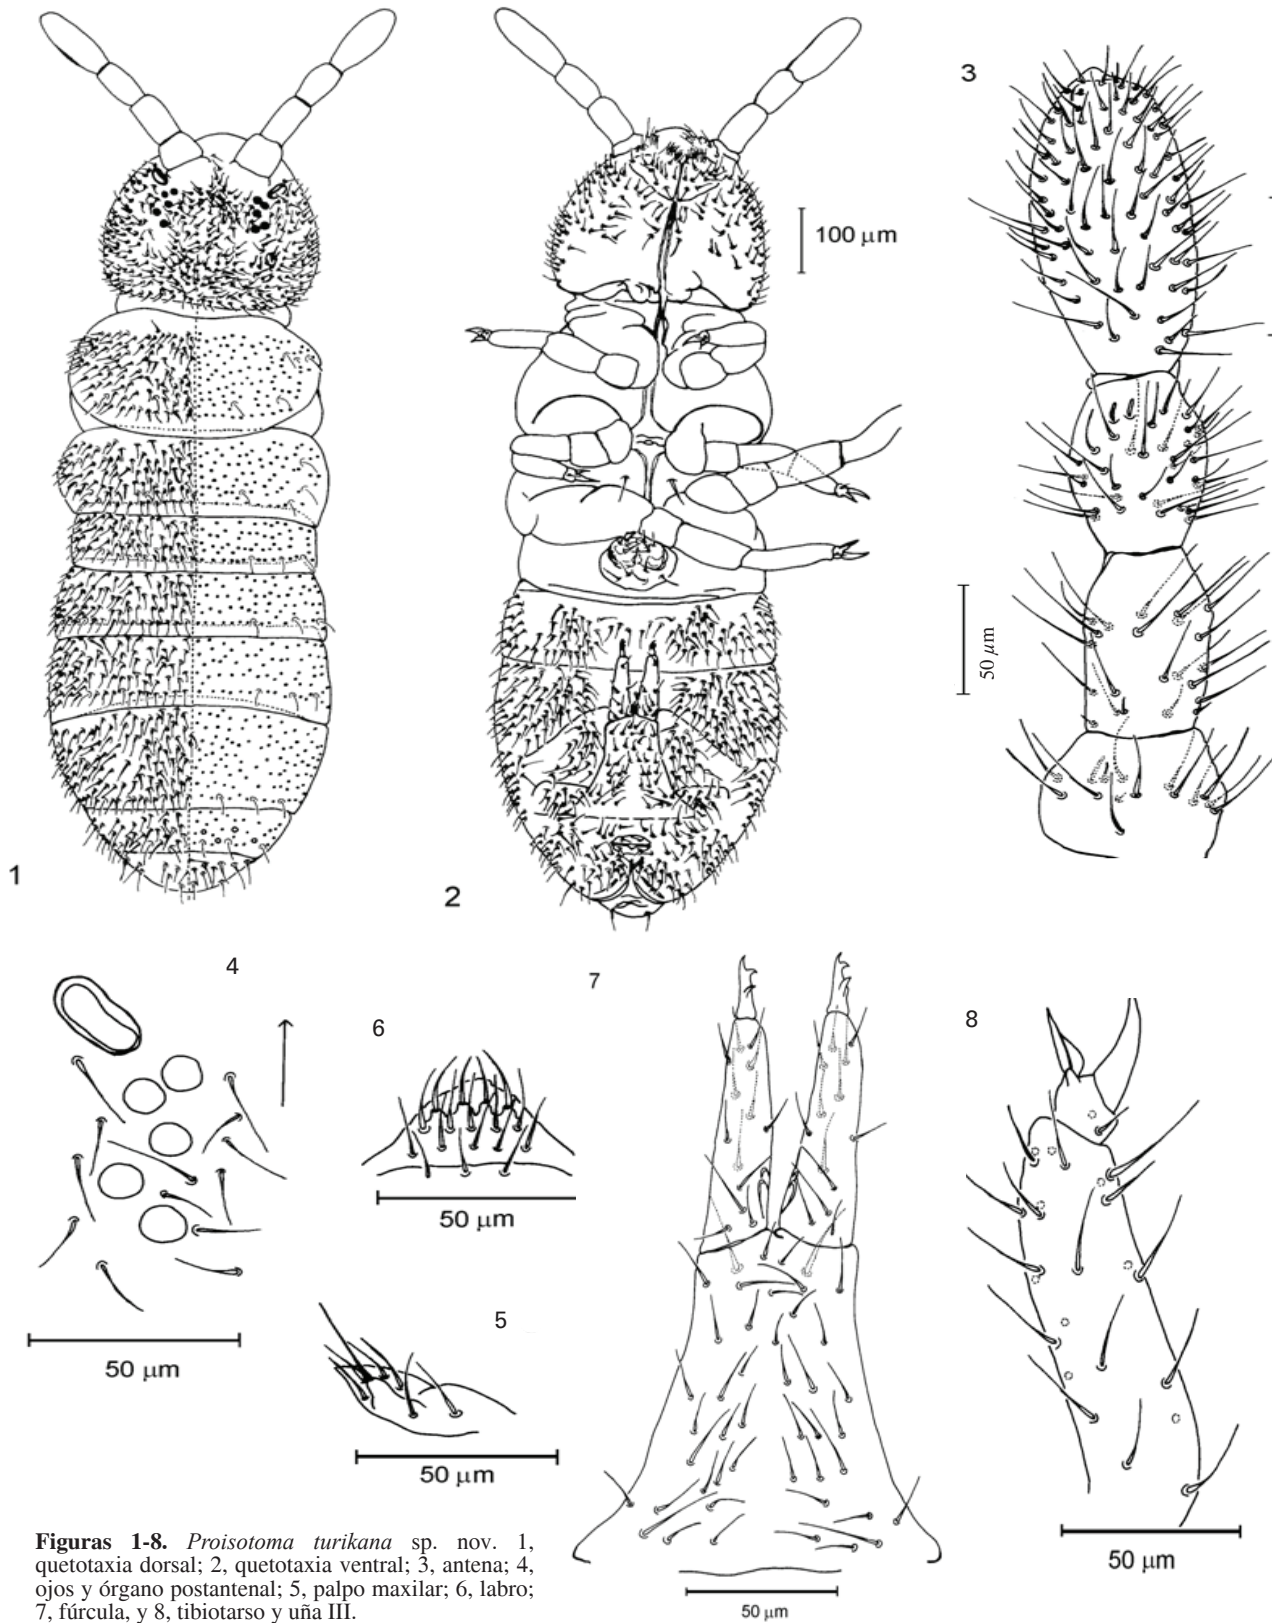 3
100 μm
50 μm
1
2
4
7
6
8
50 μm
5
50 μm
50 μm
50 μm
50 μm
Figuras 1-8. Proisotoma turikana sp. nov. 1,
quetotaxia dorsal; 2, quetotaxia ventral; 3, antena; 4,
ojos y órgano postantenal; 5, palpo maxilar; 6, labro;
7, fúrcula, y 8, tibiotarso y uña III.